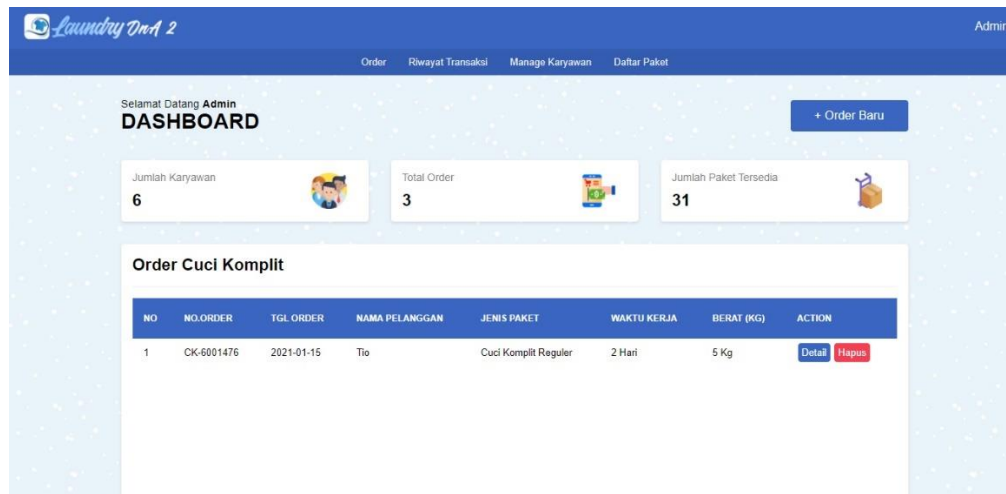 Laundry DnA 2
Admin
Order Riwayat Transaksi Manage Karyawan Daftar Paket
Selamat Datang Admin
DASHBOARD
+ Order Baru
Jumlah Karyawan
6
Total Order
3
Jumlah Paket Tersedia
31
Order Cuci Komplit
NO NO.ORDER TGL ORDER NAMA PELANGGAN JENIS PAKET WAKTU KERJA BERAT (KG) ACTION
1 CK-6001476 2021-01-15 Tio Cuci Komplit Reguler 2 Hari 5 Kg Detail Hapus